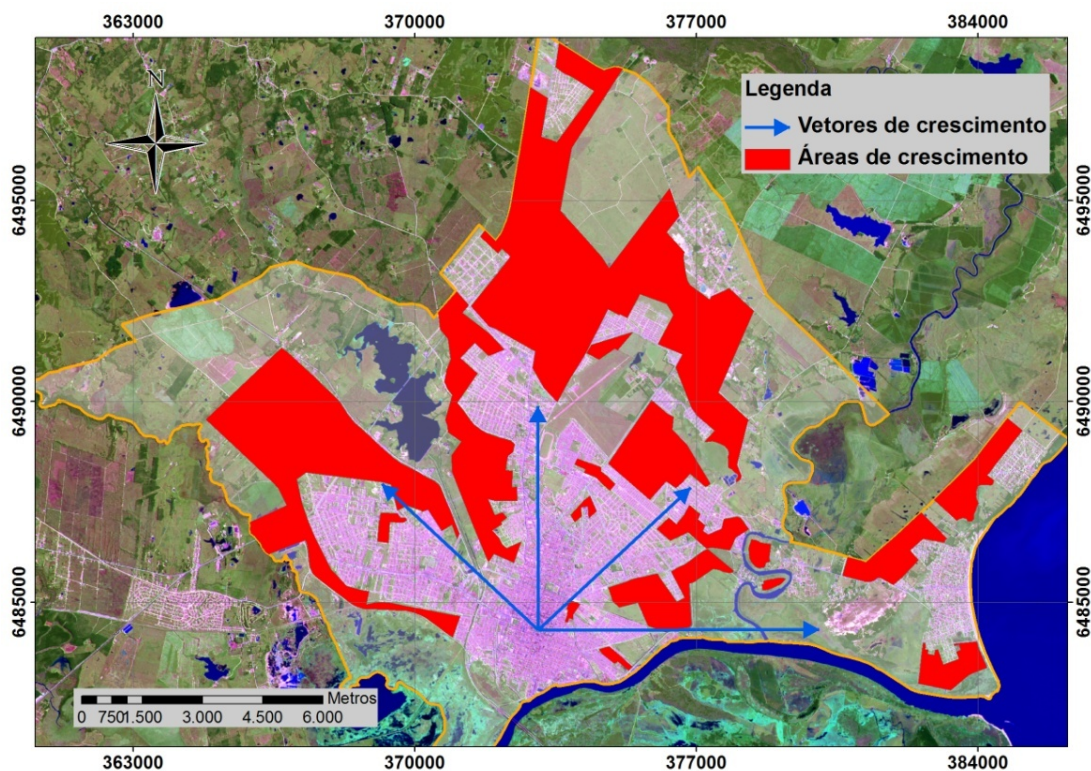 363000 370000 377000 384000
N
Legenda
Vetores de crescimento
Áreas de crescimento
6495000 6495000
6490000 6490000
6485000 6485000
Metros
0 750 1.500 3.000 4.500 6.000
363000 370000 377000 384000